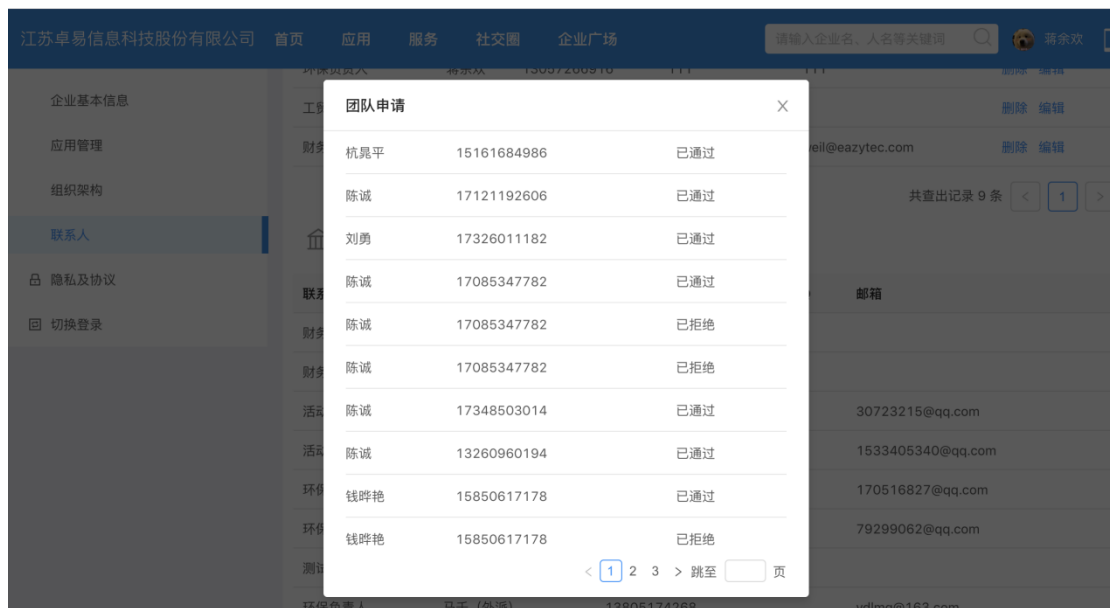 江苏卓易信息科技股份有限公司 首页 应用 服务 社交圈 企业广场 请输入企业名、人名等关键词 蒋余欢
企业基本信息
应用管理
组织架构
联系人
隐私及协议
切换登录
删除 编辑
删除 编辑
共查出记录 9 条 < 1 >
邮箱
30723215@qq.com
1533405340@qq.com
170516827@qq.com
79299062@qq.com
团队申请
杭晁平 15161684986 已通过
陈诚 17121192606 已通过
刘勇 17326011182 已通过
陈诚 17085347782 已通过
陈诚 17085347782 已拒绝
陈诚 17085347782 已拒绝
陈诚 17348503014 已通过
陈诚 13260960194 已通过
钱晔艳 15850617178 已通过
钱晔艳 15850617178 已拒绝
< 1 2 3 > 跳至 页